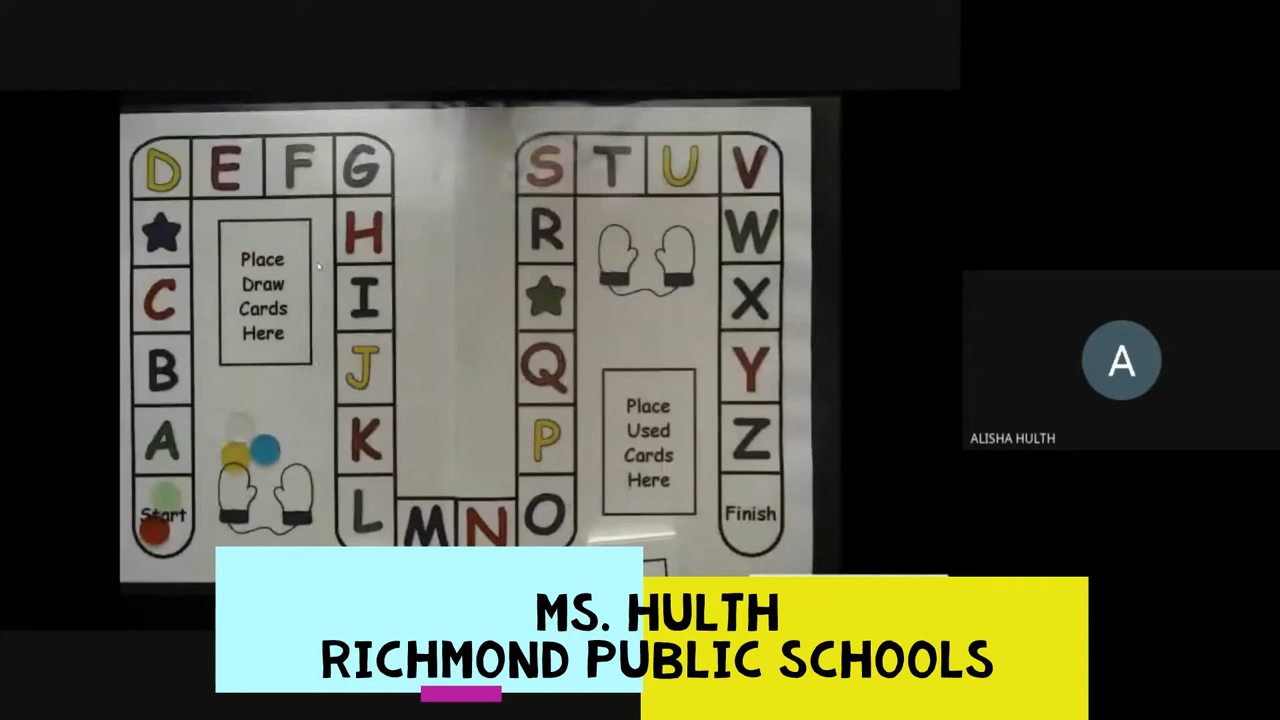 D E F G
S T U V
H
R
W
Place
Draw
Cards
Here
C
I
X
B
J
Q
Y
A
K
P
Z
Place
Used
Cards
Here
Start
L
M N
O
Finish
A
ALISHA HULTH
MS. HULTH
RICHMOND PUBLIC SCHOOLS